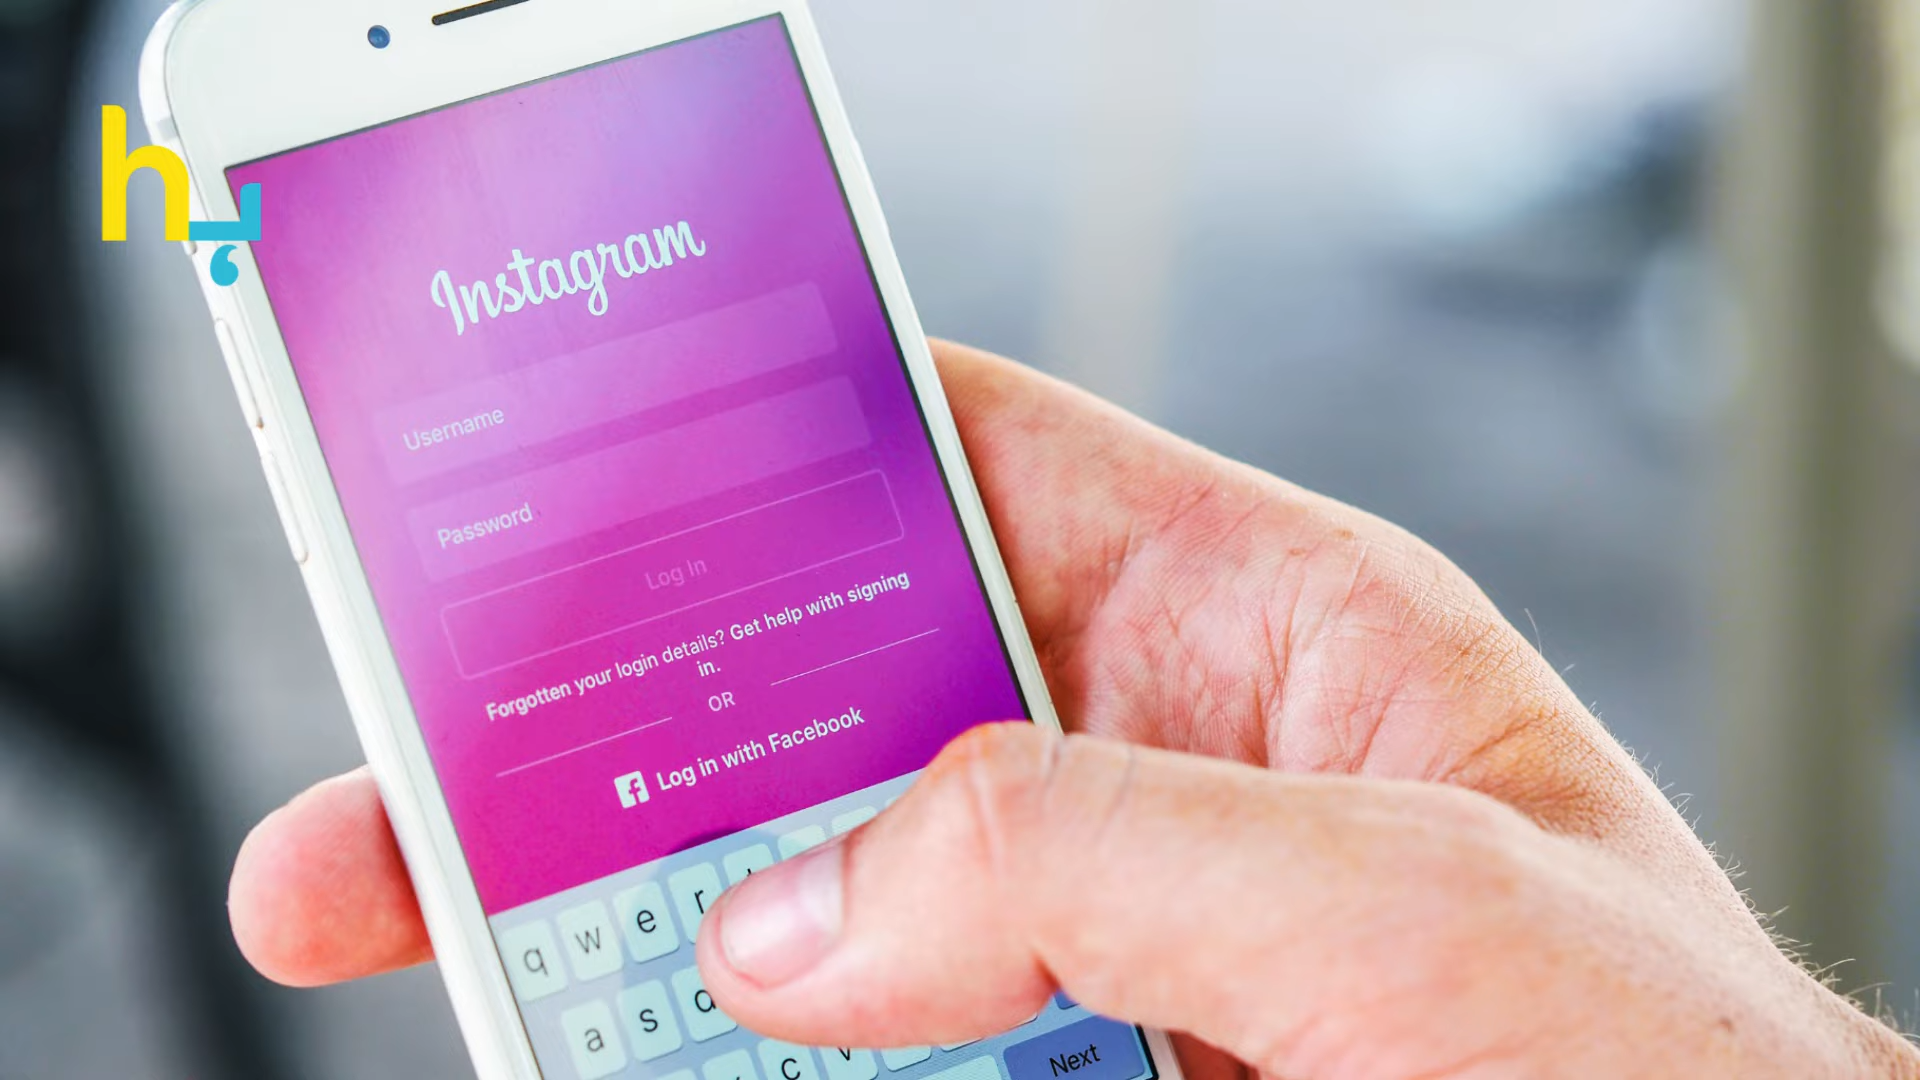 h
Instagram
Username
Password
Log In
Forgotten your login details? Get help with signing
in.
OR
f Log in with Facebook
q w e r
a s d
c v
Next